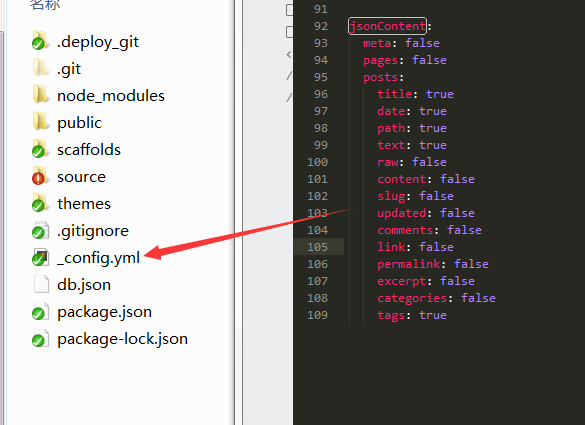 名称
.deploy_git
.git
node_modules
public
scaffolds
source
themes
.gitignore
_config.yml
db.json
package.json
package-lock.json
91
92 jsonContent:
93 meta: false
94 pages: false
95 posts:
96 title: true
97 date: true
98 path: true
99 text: true
100 raw: false
101 content: false
102 slug: false
103 updated: false
104 comments: false
105 link: false
106 permalink: false
107 excerpt: false
108 categories: false
109 tags: true